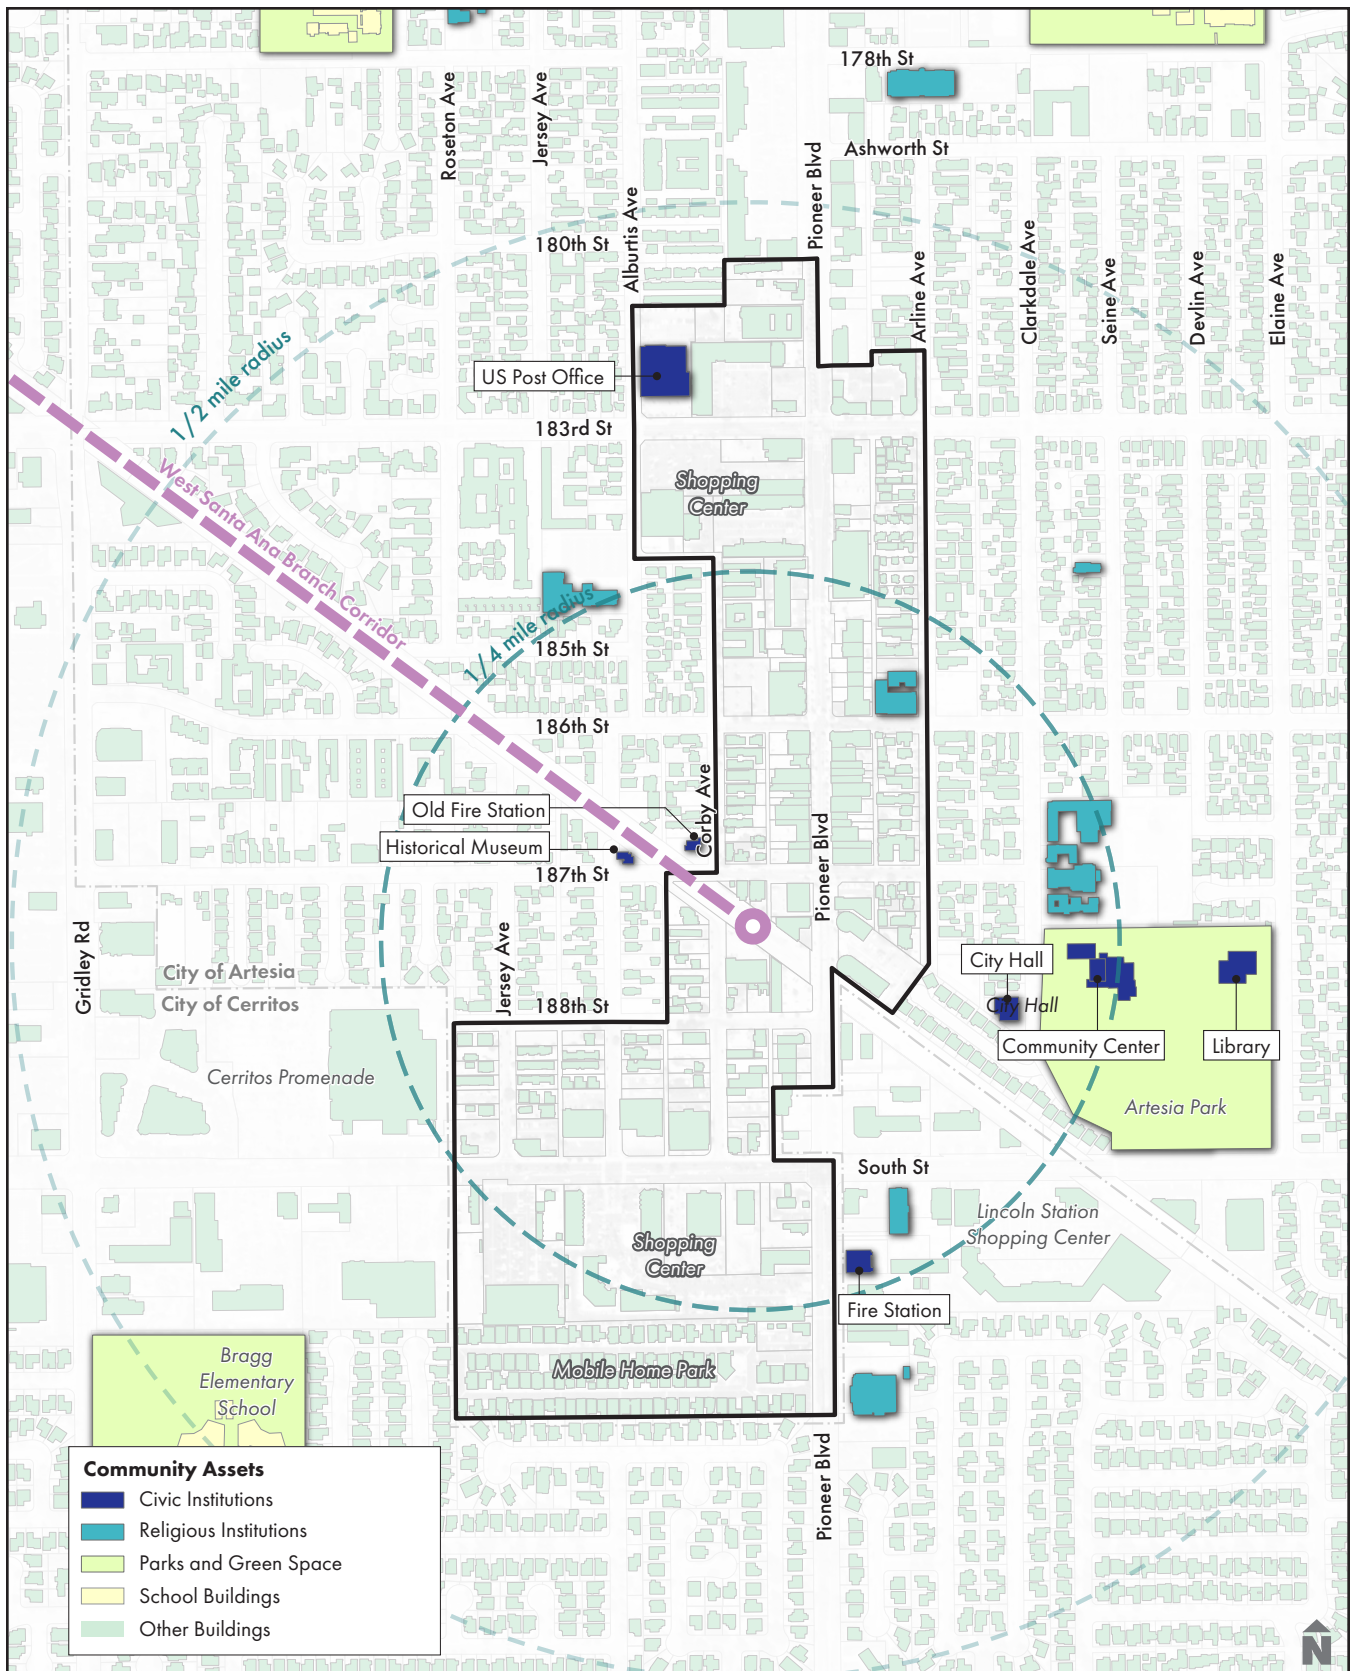 178th St
Roseton Ave
Jersey Ave
Ashworth St
Pioneer Blvd
Alburtis Ave
180th St
Arline Ave
Clarkdale Ave
Seine Ave
Devlin Ave
Elaine Ave
1/2 mile radius
US Post Office
183rd St
Shopping
Center
West Santa Ana Branch Corridor
1/4 mile radius
185th St
186th St
Old Fire Station
Corby Ave
Historical Museum
187th St
Pioneer Blvd
Gridley Rd
Jersey Ave
City of Artesia
City of Cerritos
188th St
City Hall
City Hall
Community Center
Library
Cerritos Promenade
Artesia Park
South St
Lincoln Station
Shopping Center
Shopping
Center
Fire Station
Mobile Home Park
Bragg
Elementary
School
Pioneer Blvd
Community Assets
Civic Institutions
Religious Institutions
Parks and Green Space
School Buildings
Other Buildings
N